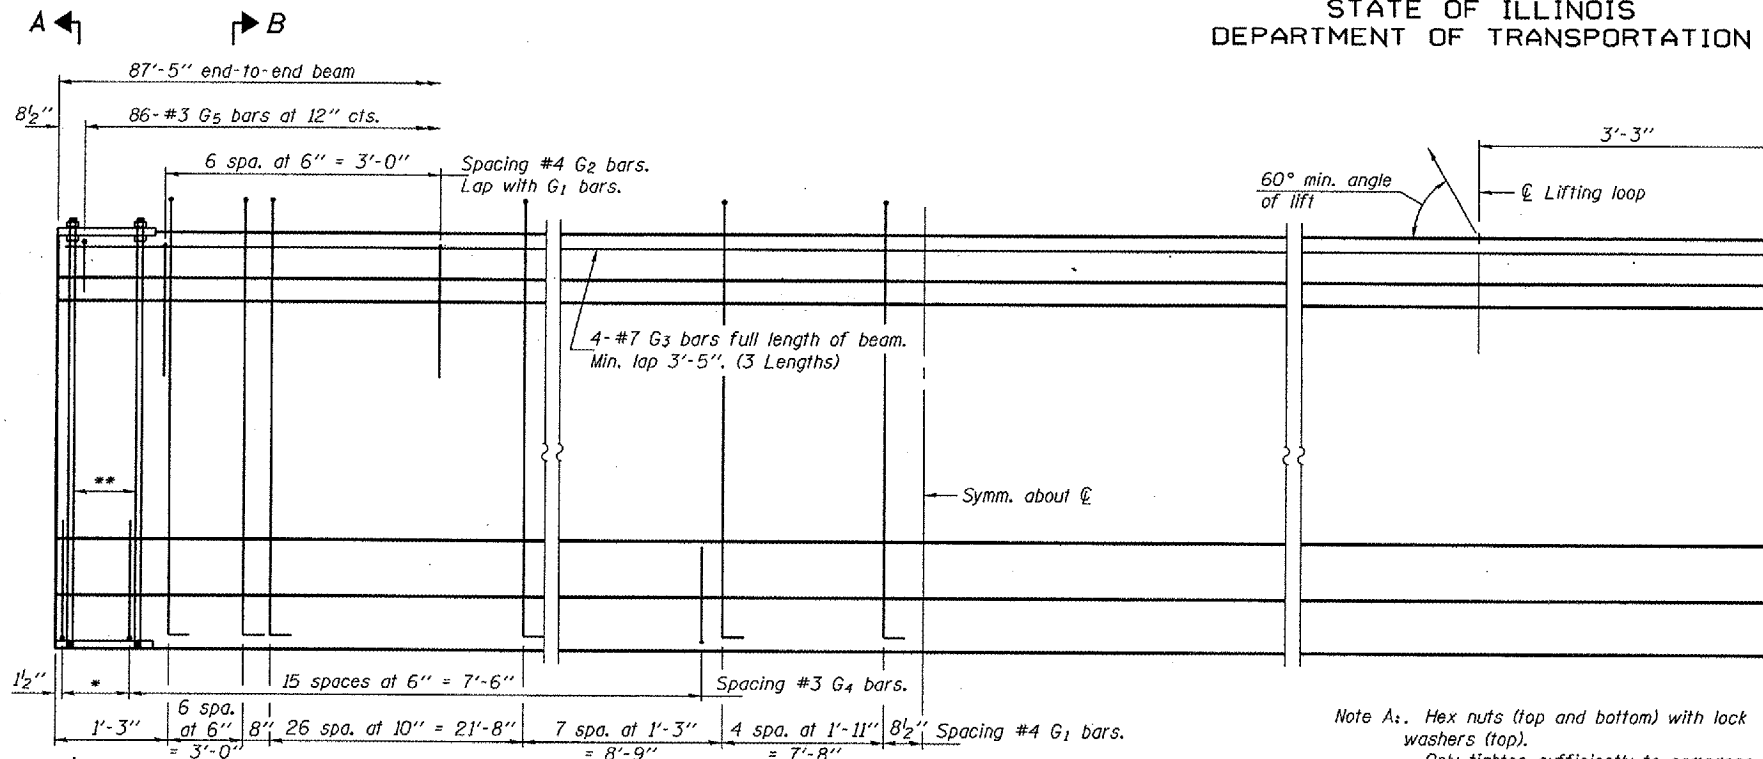 STATE OF ILLINOIS
DEPARTMENT OF TRANSPORTATION
A
B
87'-5" end-to-end beam
8½"
86-#3 G5 bars at 12" cts.
6 spa. at 6" = 3'-0"
Spacing #4 G2 bars.
Lap with G1 bars.
3'-3"
60° min. angle
of lift
℄ Lifting loop
4-#7 G3 bars full length of beam.
Min. lap 3'-5". (3 Lengths)
**
Symm. about ℄
1½"
*
15 spaces at 6" = 7'-6"
Spacing #3 G4 bars.
1'-3"
6 spa.
at 6"
= 3'-0"
8"
26 spa. at 10" = 21'-8"
7 spa. at 1'-3"
= 8'-9"
4 spa. at 1'-11"
= 7'-8"
8½"
Spacing #4 G1 bars.
Note A:. Hex nuts (top and bottom) with lock
washers (top).